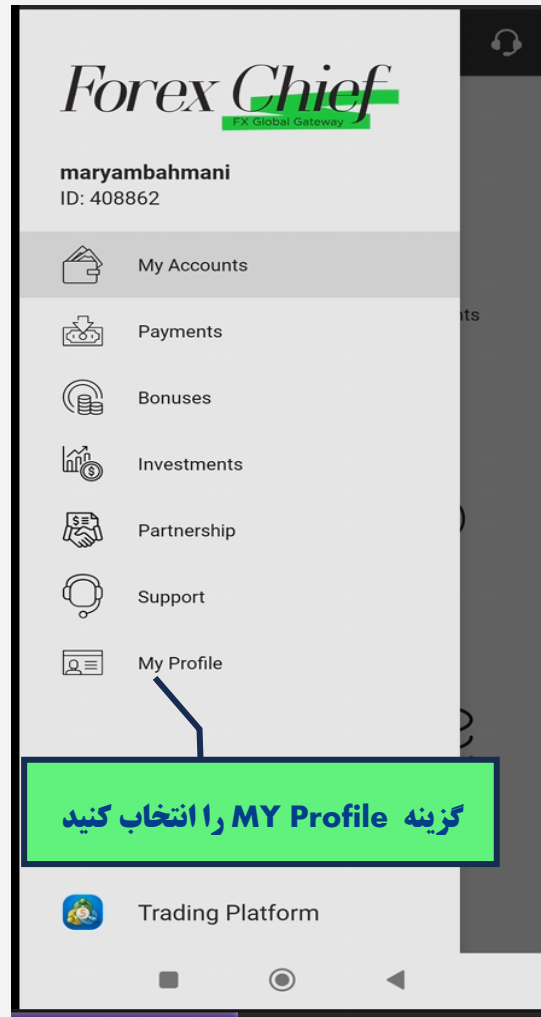 Forex Chief
FX Global Gateway
maryambahmani
ID: 408862
My Accounts
nts
Payments
Bonuses
Investments
Partnership
Support
My Profile
گزینه MY Profile را انتخاب کنید
Trading Platform